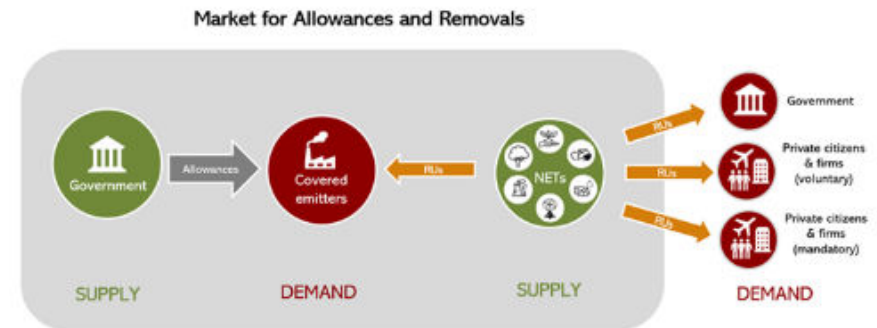 Market for Allowances and Removals
Government
Allowances
Covered
emitters
RUs
NETs
RUs
RUs
RUs
Government
Private citizens
& firms
(voluntary)
Private citizens
& firms
(mandatory)
SUPPLY
DEMAND
SUPPLY
DEMAND